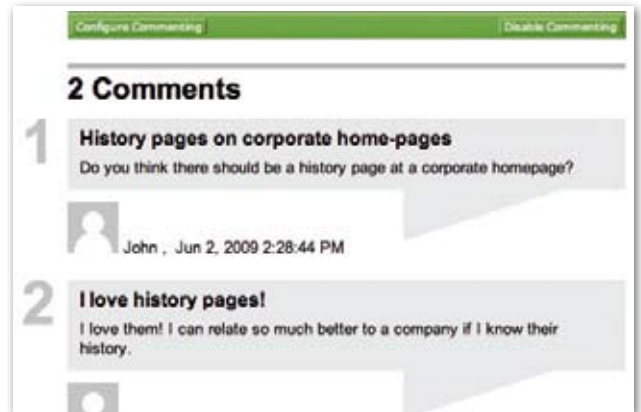 Configure Commenting
Disable Commenting
2 Comments
1
History pages on corporate home-pages
Do you think there should be a history page at a corporate homepage?
John , Jun 2, 2009 2:28:44 PM
2
I love history pages!
I love them! I can relate so much better to a company if I know their
history.